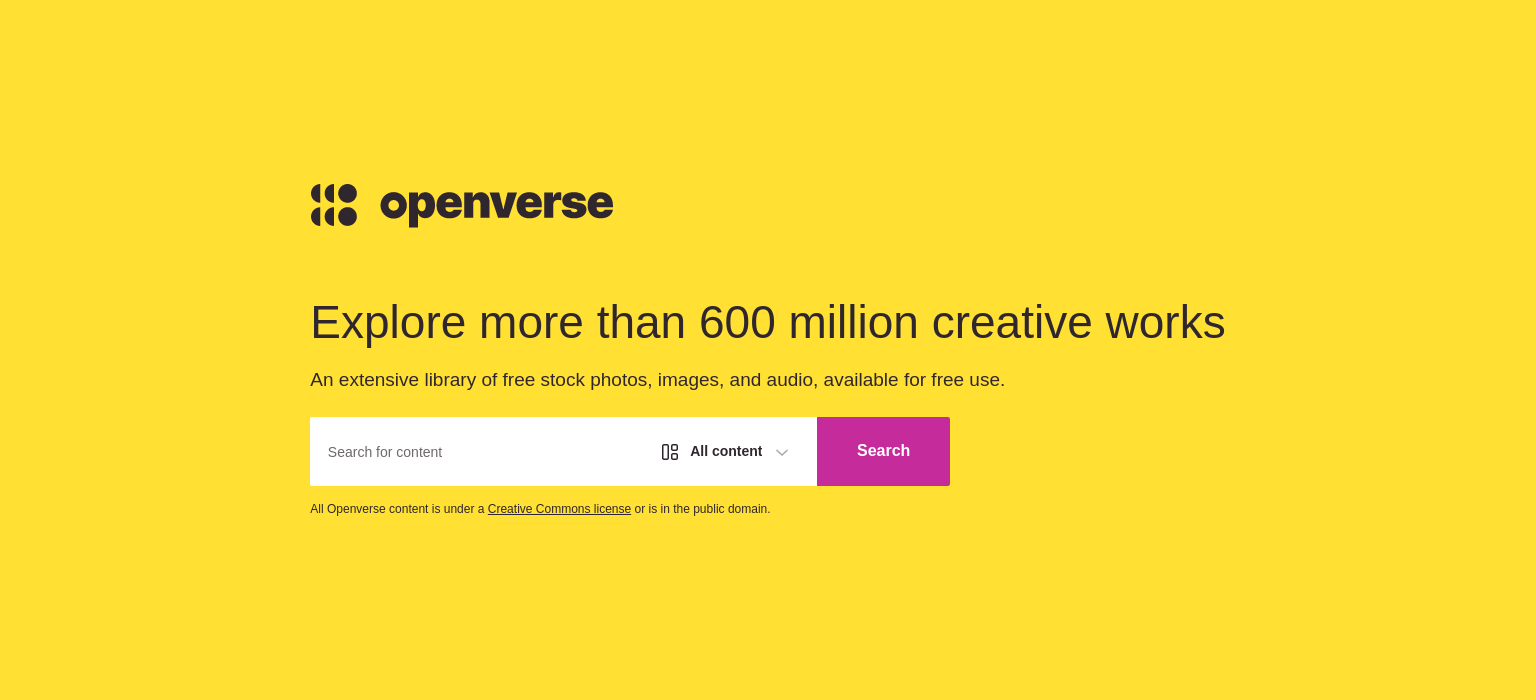 openverse
Explore more than 600 million creative works
An extensive library of free stock photos, images, and audio, available for free use.
Search for content All content Search
All Openverse content is under a Creative Commons license or is in the public domain.